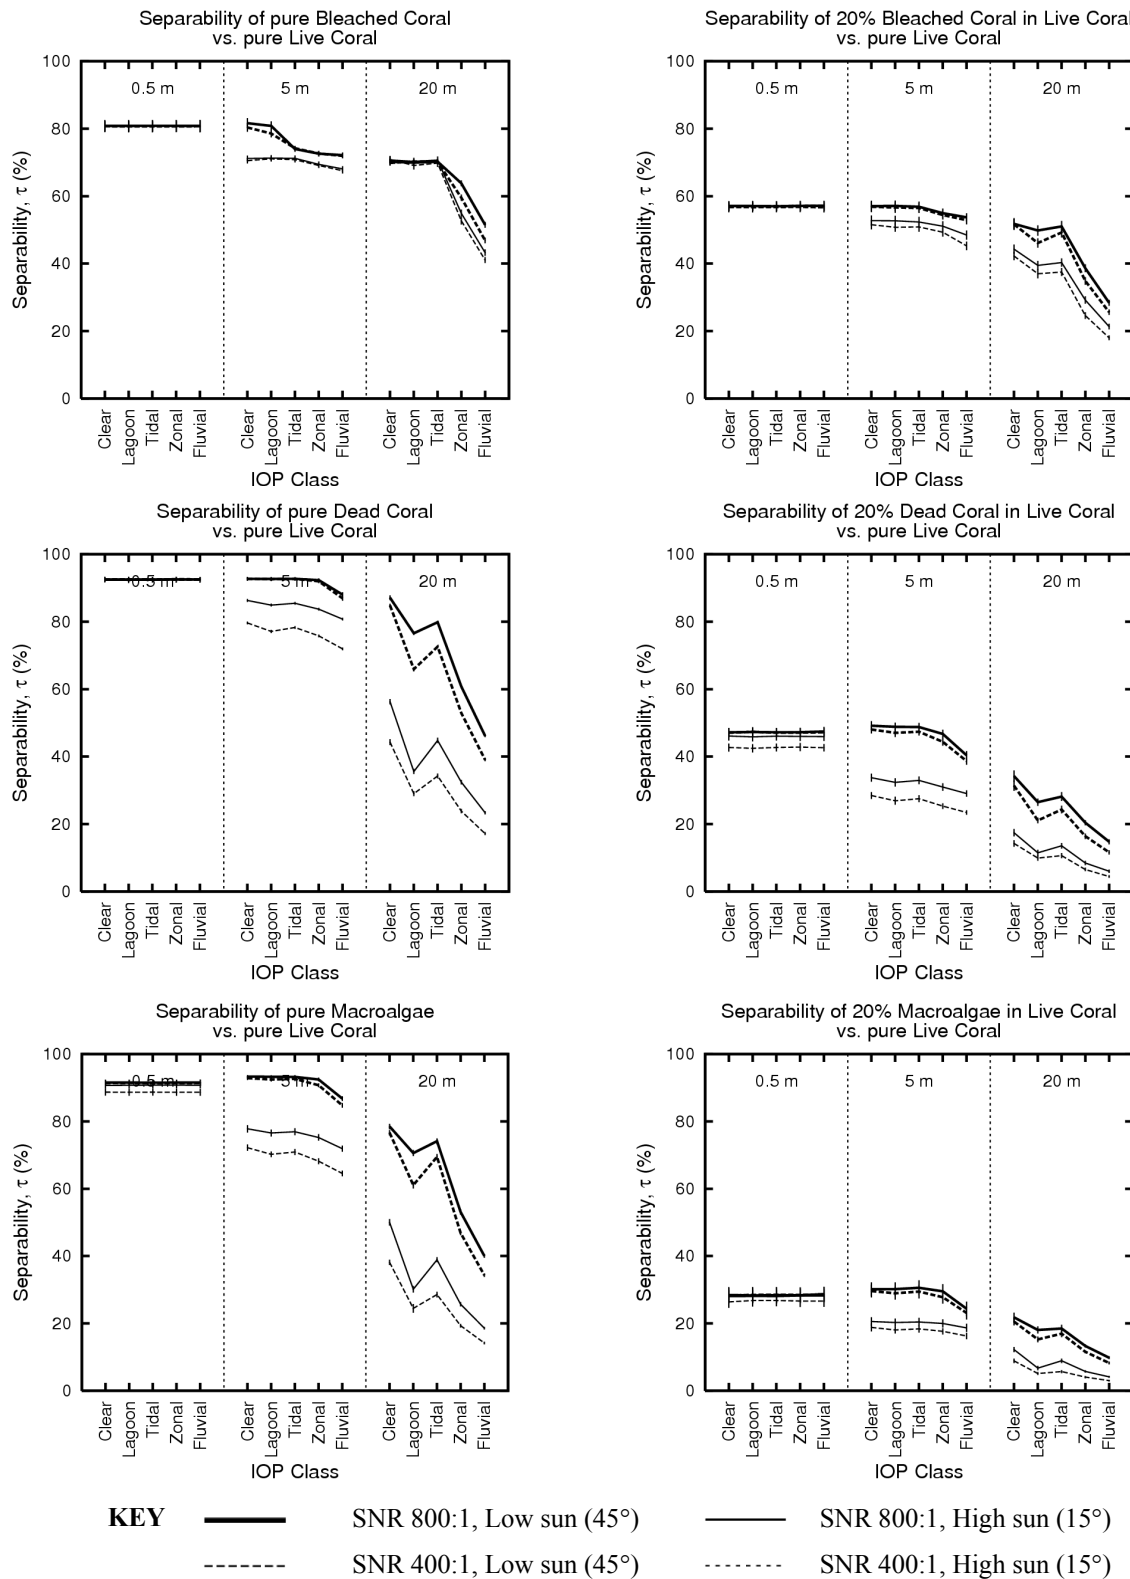 Separability of pure Bleached Coral
vs. pure Live Coral
100
80
60
40
20
0
Separability, τ (%)
0.5 m
5 m
20 m
Clear
Lagoon
Tidal
Zonal
Fluvial
Clear
Lagoon
Tidal
Zonal
Fluvial
Clear
Lagoon
Tidal
Zonal
Fluvial
IOP Class
Separability of 20% Bleached Coral in Live Coral
vs. pure Live Coral
100
80
60
40
20
0
Separability, τ (%)
0.5 m
5 m
20 m
Clear
Lagoon
Tidal
Zonal
Fluvial
Clear
Lagoon
Tidal
Zonal
Fluvial
Clear
Lagoon
Tidal
Zonal
Fluvial
IOP Class
Separability of pure Dead Coral
vs. pure Live Coral
100
80
60
40
20
0
Separability, τ (%)
0.5 m
5 m
20 m
Clear
Lagoon
Tidal
Zonal
Fluvial
Clear
Lagoon
Tidal
Zonal
Fluvial
Clear
Lagoon
Tidal
Zonal
Fluvial
IOP Class
Separability of 20% Dead Coral in Live Coral
vs. pure Live Coral
100
80
60
40
20
0
Separability, τ (%)
0.5 m
5 m
20 m
Clear
Lagoon
Tidal
Zonal
Fluvial
Clear
Lagoon
Tidal
Zonal
Fluvial
Clear
Lagoon
Tidal
Zonal
Fluvial
IOP Class
Separability of pure Macroalgae
vs. pure Live Coral
100
80
60
40
20
0
Separability, τ (%)
0.5 m
5 m
20 m
Clear
Lagoon
Tidal
Zonal
Fluvial
Clear
Lagoon
Tidal
Zonal
Fluvial
Clear
Lagoon
Tidal
Zonal
Fluvial
IOP Class
Separability of 20% Macroalgae in Live Coral
vs. pure Live Coral
100
80
60
40
20
0
Separability, τ (%)
0.5 m
5 m
20 m
Clear
Lagoon
Tidal
Zonal
Fluvial
Clear
Lagoon
Tidal
Zonal
Fluvial
Clear
Lagoon
Tidal
Zonal
Fluvial
IOP Class
KEY
SNR 800:1, Low sun (45°)
SNR 800:1, High sun (15°)
SNR 400:1, Low sun (45°)
SNR 400:1, High sun (15°)